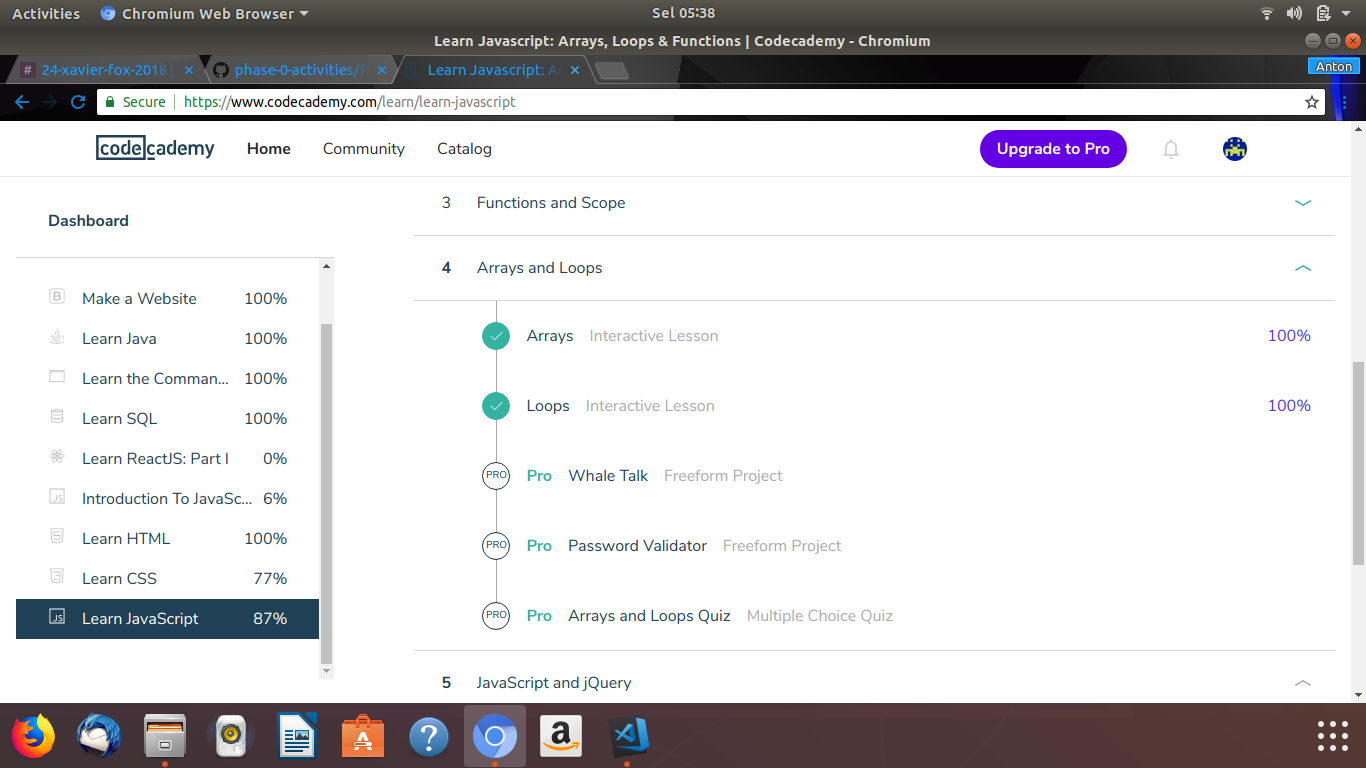 Activities Chromium Web Browser Sel 05:38
Learn Javascript: Arrays, Loops & Functions | Codecademy - Chromium
# 24-xavier-fox-2018 phase-0-activities/ Learn Javascript: A Anton
Secure https://www.codecademy.com/learn/learn-javascript
codecademy Home Community Catalog Upgrade to Pro
Dashboard
Make a Website 100%
Learn Java 100%
Learn the Comman... 100%
Learn SQL 100%
Learn ReactJS: Part I 0%
Introduction To JavaSc... 6%
Learn HTML 100%
Learn CSS 77%
JS Learn JavaScript 87%
3 Functions and Scope
4 Arrays and Loops
Arrays Interactive Lesson 100%
Loops Interactive Lesson 100%
PRO Pro Whale Talk Freeform Project
PRO Pro Password Validator Freeform Project
PRO Pro Arrays and Loops Quiz Multiple Choice Quiz
5 JavaScript and jQuery